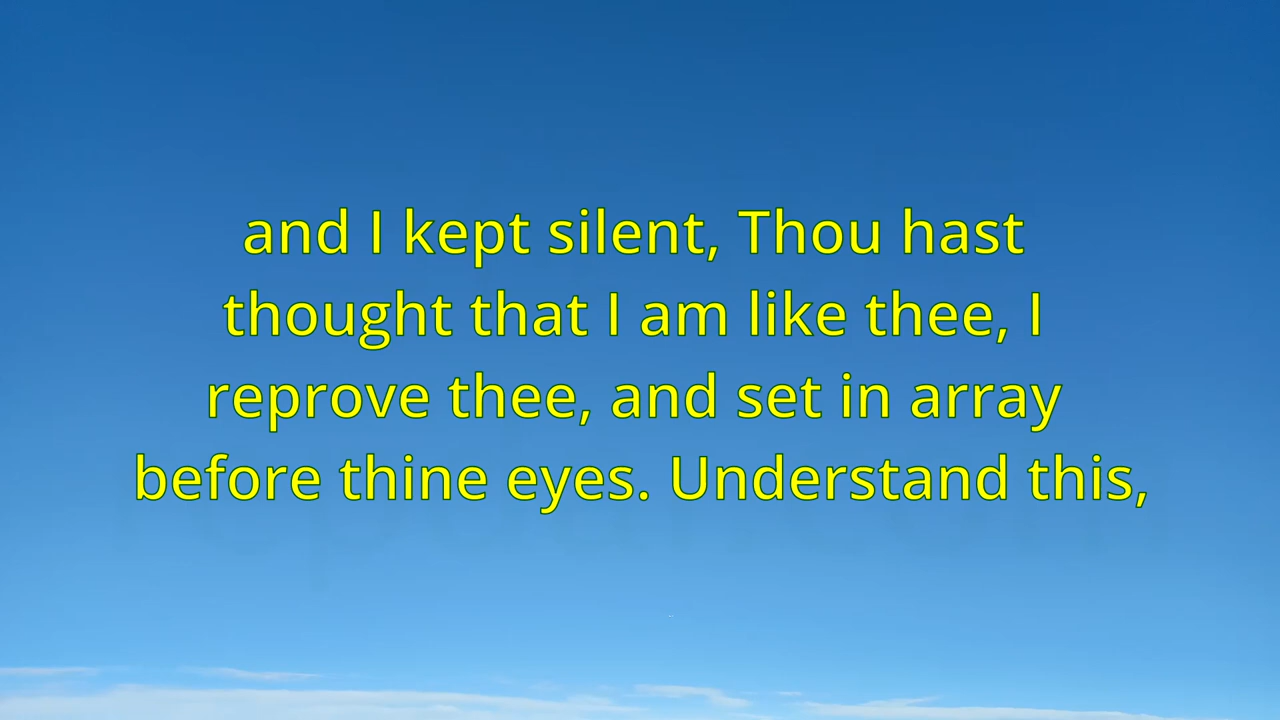 and I kept silent, Thou hast
thought that I am like thee, I
reprove thee, and set in array
before thine eyes. Understand this,